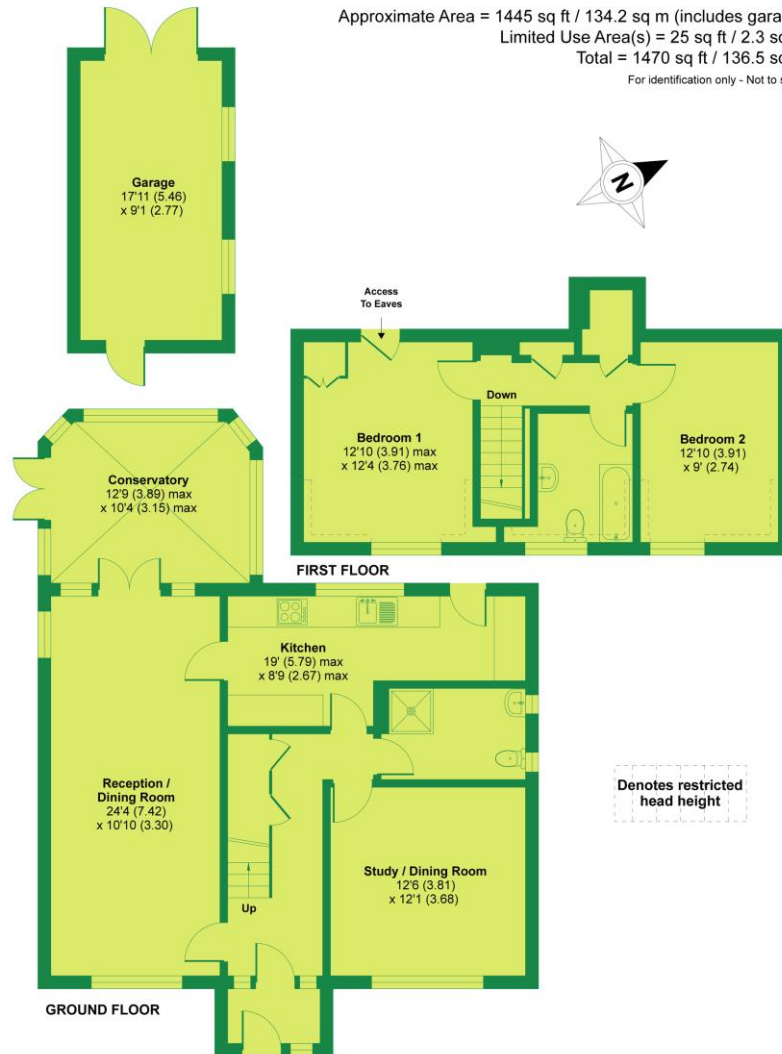 Approximate Area = 1445 sq ft / 134.2 sq m (includes gara
Limited Use Area(s) = 25 sq ft / 2.3 sq
Total = 1470 sq ft / 136.5 sq
For identification only - Not to s
Garage
17'11 (5.46)
x 9'1 (2.77)
N
Access
To Eaves
Down
Bedroom 1
12'10 (3.91) max
x 12'4 (3.76) max
Bedroom 2
12'10 (3.91)
x 9' (2.74)
FIRST FLOOR
Conservatory
12'9 (3.89) max
x 10'4 (3.15) max
Kitchen
19' (5.79) max
x 8'9 (2.67) max
Reception /
Dining Room
24'4 (7.42)
x 10'10 (3.30)
Denotes restricted
head height
Study / Dining Room
12'6 (3.81)
x 12'1 (3.68)
Up
GROUND FLOOR